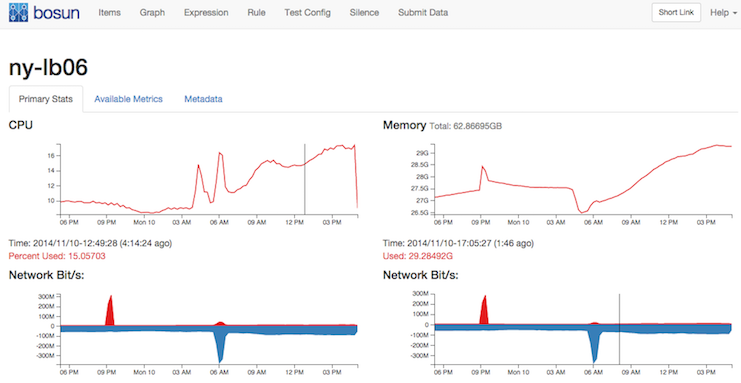 bosun Items Graph Expression Rule Test Config Silence Submit Data Short Link Help
ny-lb06
Primary Stats Available Metrics Metadata
CPU
16
14
12
10
06 PM 09 PM Mon 10 03 AM 06 AM 09 AM 12 PM 03 PM
Time: 2014/11/10-12:49:28 (4:14:24 ago)
Percent Used: 15.05703
Memory Total: 62.86695GB
29G
28.5G
28G
27.5G
27G
26.5G
06 PM 09 PM Mon 10 03 AM 06 AM 09 AM 12 PM 03 PM
Time: 2014/11/10-17:05:27 (1:46 ago)
Used: 29.28492G
Network Bit/s:
300M
200M
100M
0
-100M
-200M
-300M
06 PM 09 PM Mon 10 03 AM 06 AM 09 AM 12 PM 03 PM
Network Bit/s:
300M
200M
100M
0
-100M
200M
-300M
06 PM 09 PM Mon 10 03 AM 06 AM 09 AM 12 PM 03 PM